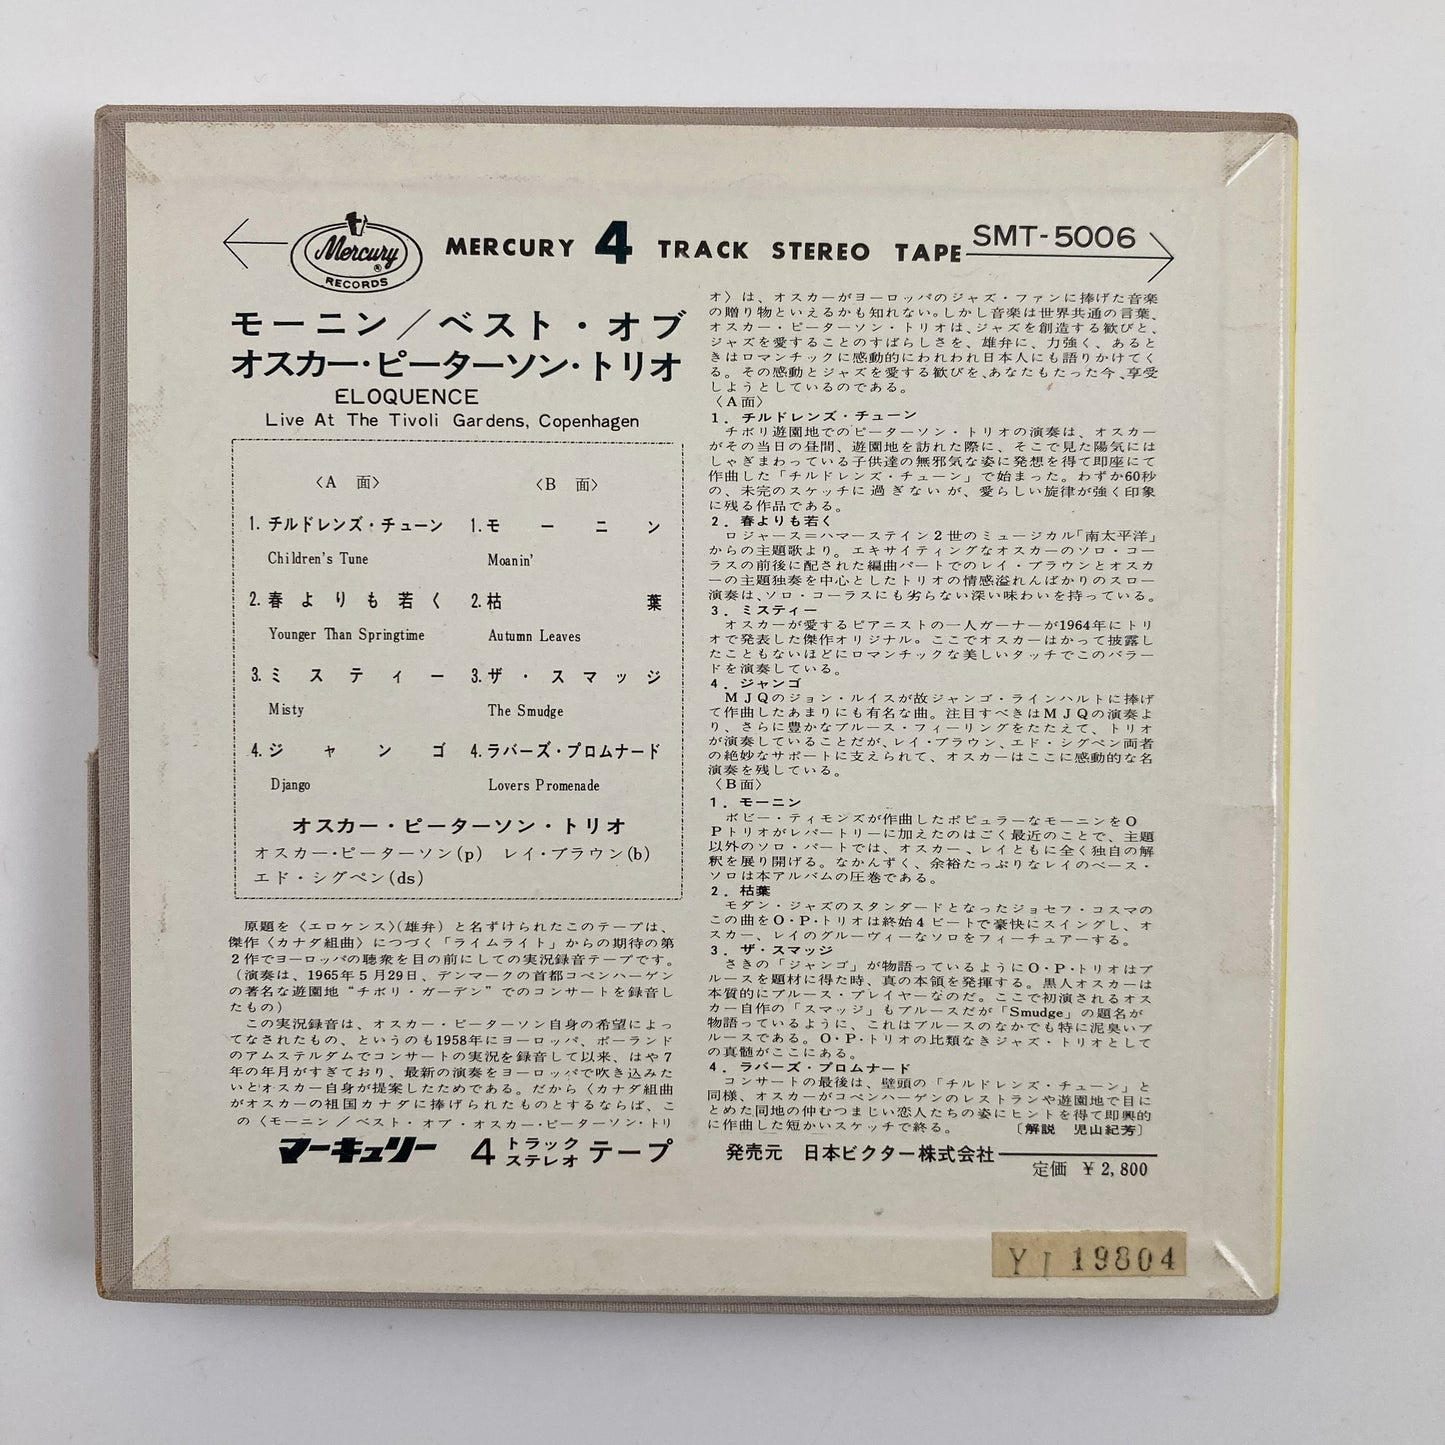 Mercury
RECORDS
MERCURY 4 TRACK STEREO TAPE
SMT-5006
モーニン／ベスト・オブ
オスカー・ピーターソン・トリオ
ELOQUENCE
Live At The Tivoli Gardens, Copenhagen
〈A 面〉
1. チルドレンズ・チューン
Children's Tune
2. 春よりも若く
Younger Than Springtime
3. ミスティー
Misty
4. ジャンゴ
Django
〈B 面〉
1. モーニン
Moanin'
2. 枯葉
Autumn Leaves
3. ザ・スマッジ
The Smudge
4. ラバーズ・プロムナード
Lovers Promenade
オスカー・ピーターソン・トリオ
オスカー・ピーターソン(p) レイ・ブラウン(b)
エド・シグペン(ds)
原題を〈エロケンス〉(雄弁）と名ずけられたこのテープは、
傑作〈カナダ組曲〉につづく「ライムライト」からの期待の第
２作でヨーロッパの聴衆を目の前にしての実況録音テープです。
（演奏は、1965年５月29日、デンマークの首都コペンハーゲン
の著名な遊園地“チボリ・ガーデン”でのコンサートを録音し
たもの）
この実況録音は、オスカー・ピーターソン自身の希望によっ
てなされたもの、というのも1958年にヨーロッパ、ポーランド
のアムステルダムでコンサートの実況を録音して以来、はや７
年の年月がすぎており、最新の演奏をヨーロッパで吹き込みた
いとオスカー自身が提案したためである。だから〈カナダ組曲
がオスカーの祖国カナダに捧げられたものとするならば、こ
の〈モーニン／ベスト・オブ・オスカー・ピーターソン・トリ
オ〉は、オスカーがヨーロッパのジャズ・ファンに捧げた音楽
の贈り物といえるかも知れない。しかし音楽は世界共通の言葉、
オスカー・ピーターソン・トリオは、ジャズを創造する歓びと、
ジャズを愛することのすばらしさを、雄弁に、力強く、あると
きはロマンチックに感動的にわれわれ日本人にも語りかけてく
る。その感動とジャズを愛する歓びを、あなたもたった今、享受
しようとしているのである。
〈A面〉
１．チルドレンズ・チューン
チボリ遊園地でのピーターソン・トリオの演奏は、オスカー
がその当日の昼間、遊園地を訪れた際に、そこで見た陽気には
しゃぎまわっている子供達の無邪気な姿に発想を得て即座にて
作曲した「チルドレンズ・チューン」で始まった。わずか60秒
の、未完のスケッチに過ぎないが、愛らしい旋律が強く印象
に残る作品である。
２．春よりも若く
ロジャース＝ハマーステイン２世のミュージカル「南太平洋」
からの主題歌より。エキサイティングなオスカーのソロ・コー
ラスの前後に配された編曲パートでのレイ・ブラウンとオスカ
ーの主題独奏を中心としたトリオの情感溢れんばかりのスロー
演奏は、ソロ・コーラスにも劣らない深い味わいを持っている。
３．ミスティー
オスカーが愛するピアニストの一人ガーナーが1964年にトリ
オで発表した傑作オリジナル。ここでオスカーはかって披露し
たこともないほどにロマンチックな美しいタッチでこのバラー
ドを演奏している。
４．ジャンゴ
ＭＪＱのジョン・ルイスが故ジャンゴ・ラインハルトに捧げ
て作曲したあまりにも有名な曲。注目すべきはＭＪＱの演奏よ
り、さらに豊かなブルース・フィーリングをたたえて、トリオ
が演奏していることだが、レイ・ブラウン、エド・シグペン両者
の絶妙なサポートに支えられて、オスカーはここに感動的な名
演奏を残している。
〈B面〉
１．モーニン
ボビー・ティモンズが作曲したポピュラーなモーニンをＯ
Ｐトリオがレパートリーに加えたのはごく最近のことで、主題
以外のソロ・パートでは、オスカー、レイともに全く独自の解
釈を展り開げる。なかんずく、余裕たっぷりなレイのベース・
ソロは本アルバムの圧巻である。
２．枯葉
モダン・ジャズのスタンダードとなったジョセフ・コスマの
この曲をＯ・Ｐ・トリオは終始４ビートで豪快にスイングし、オ
スカー、レイのグルーヴィーなソロをフィーチュアーする。
３．ザ・スマッジ
さきの「ジャンゴ」が物語っているようにＯ・Ｐ・トリオはブ
ルースを題材に得た時、真の本領を発揮する。黒人オスカーは
本質的にブルース・プレイヤーなのだ。ここで初演されるオス
カー自作の「スマッジ」もブルースだが「Smudge」の題名が
物語っているように、これはブルースのなかでも特に泥臭いブ
ルースである。Ｏ・Ｐ・トリオの比類なきジャズ・トリオとして
の真髄がここにある。
４．ラバーズ・プロムナード
コンサートの最後は、壁頭の「チルドレンズ・チューン」と
同様、オスカーがコペンハーゲンのレストランや遊園地で目に
とめた同地の仲むつまじい恋人たちの姿にヒントを得て即興的
に作曲した短かいスケッチで終る。 〔解説 児山紀芳〕
マーキュリー 4 トラック ステレオ テープ
発売元 日本ビクター株式会社
定価 ￥2,800
YI 19804